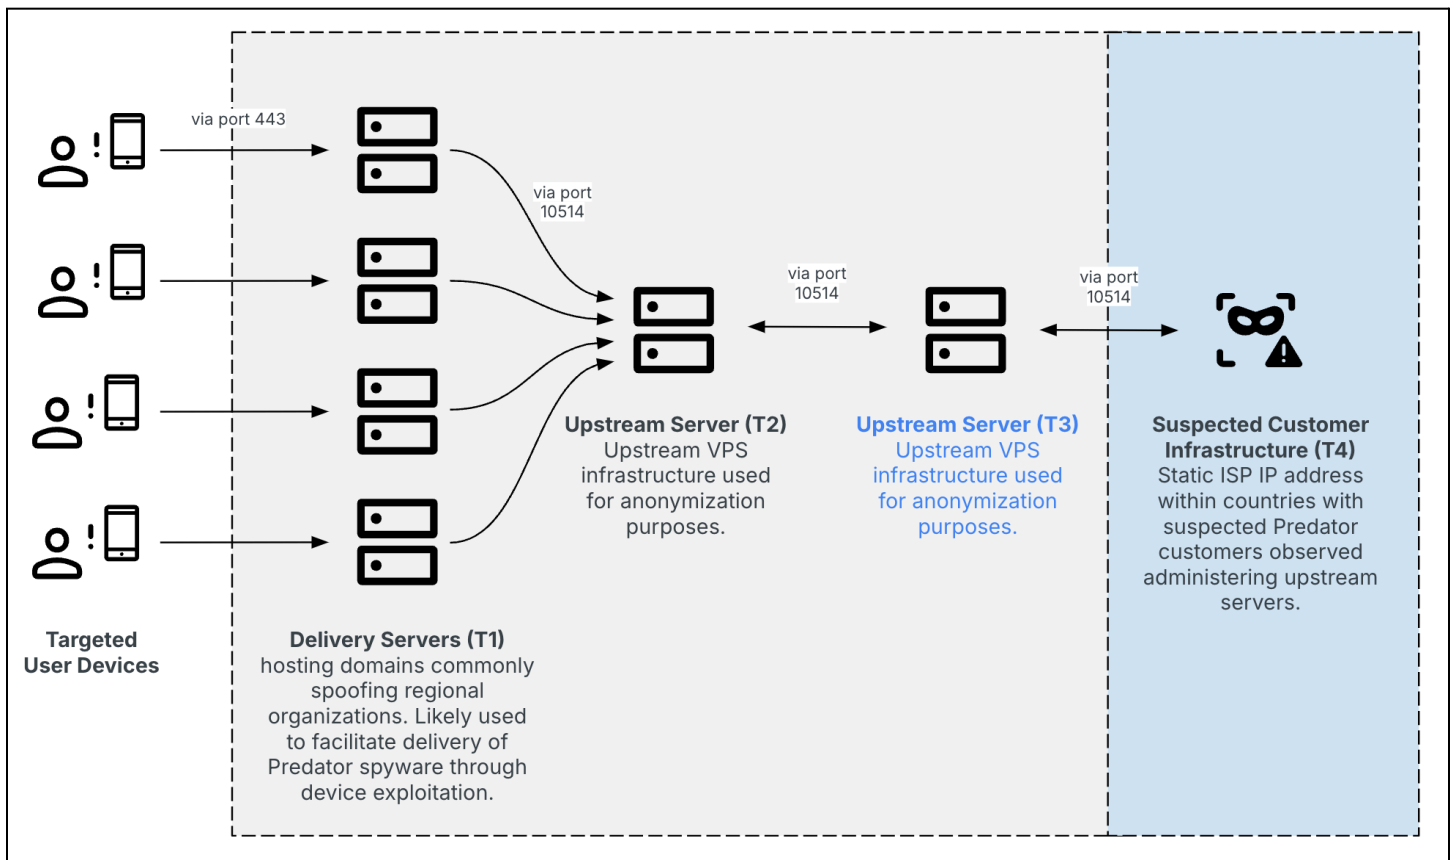 via port 443
via port
10514
via port
10514
via port
10514
Upstream Server (T2)
Upstream VPS
infrastructure used
for anonymization
purposes.
Upstream Server (T3)
Upstream VPS
infrastructure used
for anonymization
purposes.
Suspected Customer
Infrastructure (T4)
Static ISP IP address
within countries with
suspected Predator
customers observed
administering upstream
servers.
Targeted
User Devices
Delivery Servers (T1)
hosting domains commonly
spoofing regional
organizations. Likely used
to facilitate delivery of
Predator spyware through
device exploitation.